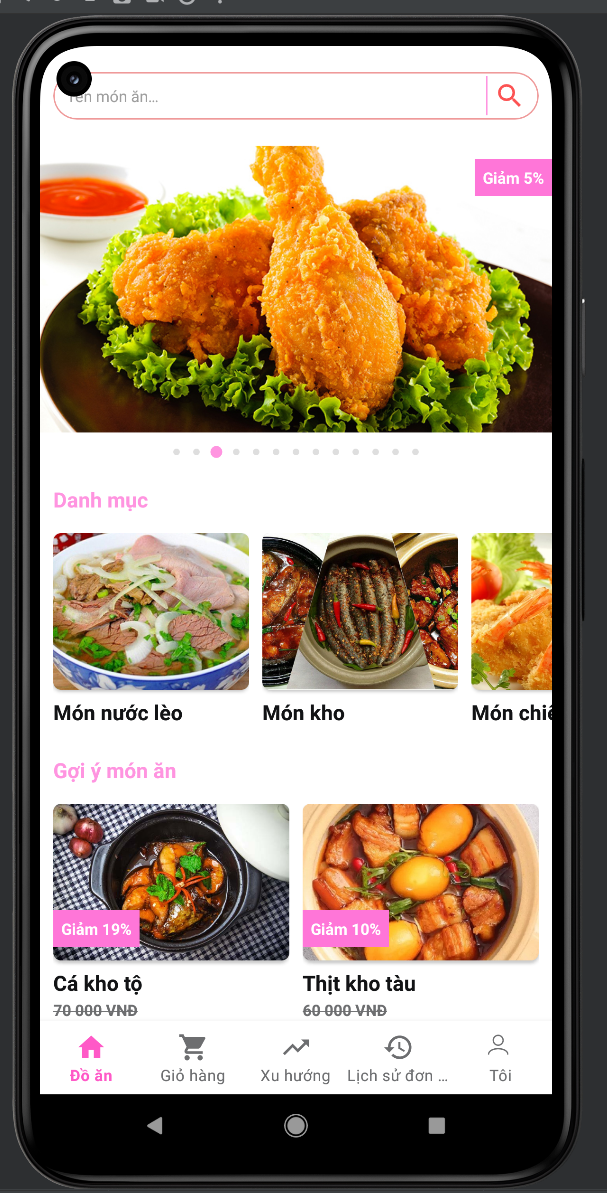 Tên món ăn...
Giảm 5%
Danh mục
Món nước lèo
Món kho
Món chiê
Gợi ý món ăn
Giảm 19%
Giảm 10%
Cá kho tộ
Thịt kho tàu
70 000 VNĐ
60 000 VNĐ
Đồ ăn
Giỏ hàng
Xu hướng
Lịch sử đơn ...
Tôi